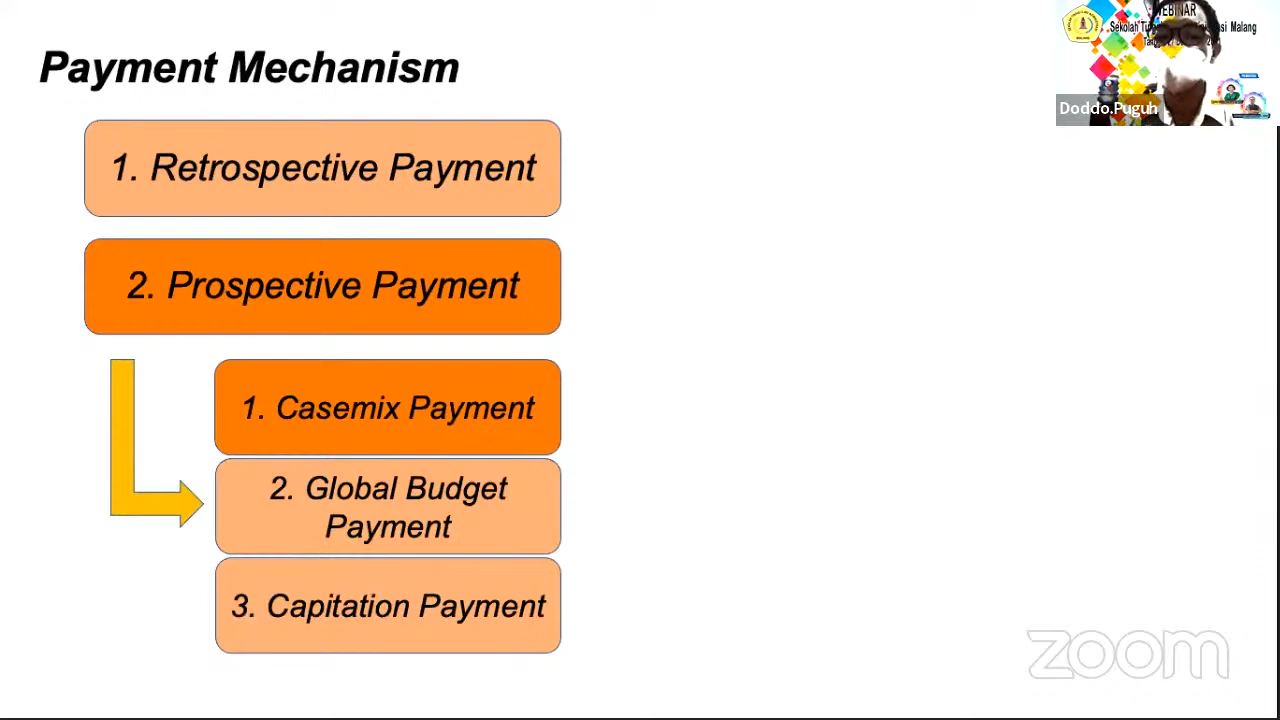 Payment Mechanism
1. Retrospective Payment
2. Prospective Payment
1. Casemix Payment
2. Global Budget
Payment
3. Capitation Payment
WEBINAR
Sekolah
Malang
Doddo.Puguh
zoom